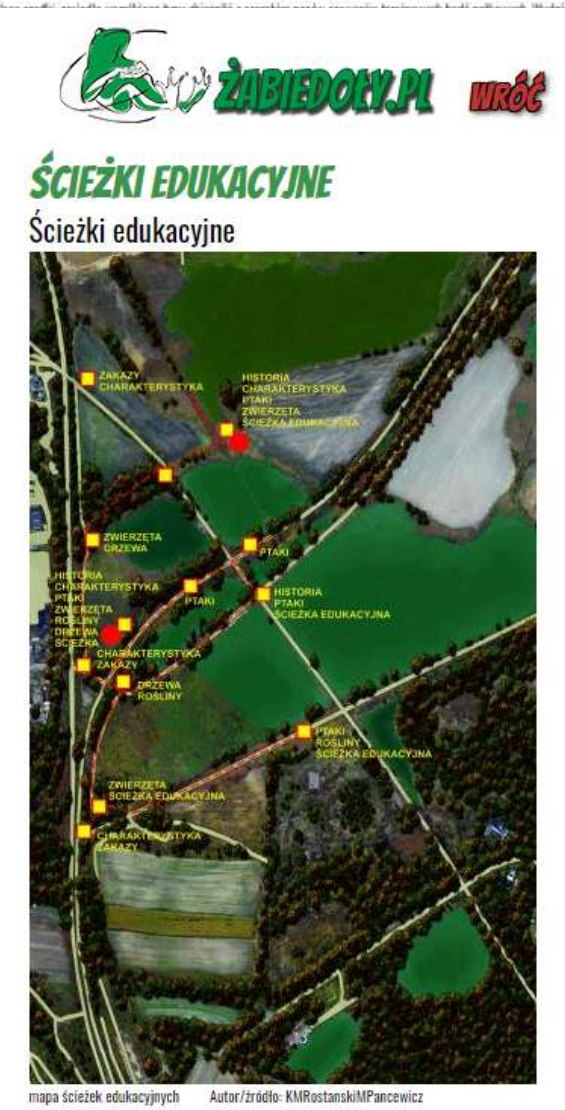 ŻABIEDOŁY.PL
WRÓĆ
ŚCIEŻKI EDUKACYJNE
Ścieżki edukacyjne
ZAKAZY
CHARAKTERYSTYKA
HISTORIA
CHARAKTERYSTYKA
PTAKI
ZWIERZĘTA
ŚCIEŻKA EDUKACYJNA
ZWIERZĘTA
DRZEWA
PTAKI
HISTORIA
CHARAKTERYSTYKA
PTAKI
ZWIERZĘTA
ROŚLINY
DRZEWA
ŚCIEŻKA
PTAKI
HISTORIA
PTAKI
ŚCIEŻKA EDUKACYJNA
CHARAKTERYSTYKA
ZAKAZY
DRZEWA
ROŚLINY
PTAKI
ROŚLINY
ŚCIEŻKA EDUKACYJNA
ZWIERZĘTA
ŚCIEŻKA EDUKACYJNA
CHARAKTERYSTYKA
ZAKAZY
mapa ścieżek edukacyjnych Autor/źródło: KMRostanskiMPancewicz